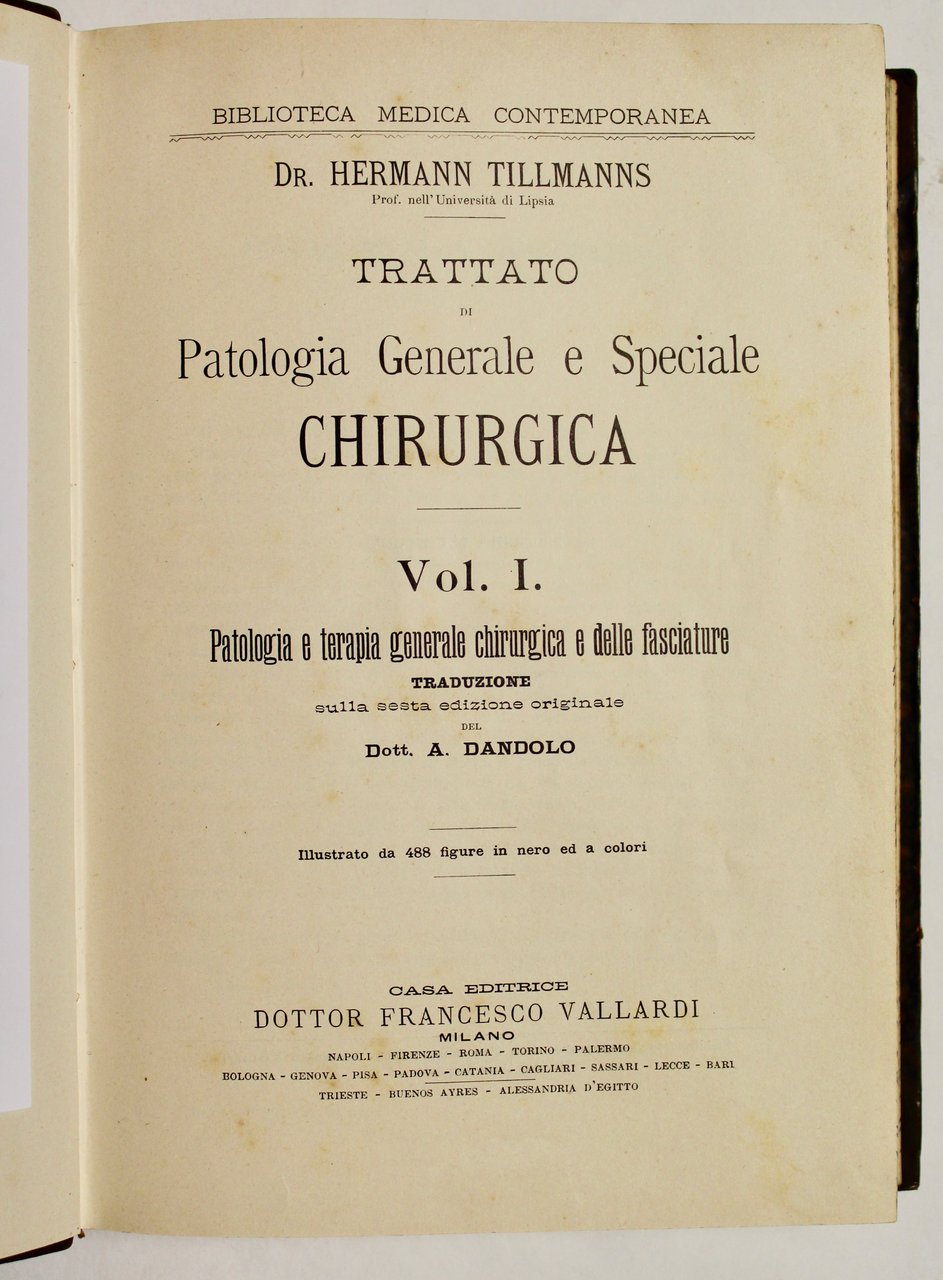 BIBLIOTECA MEDICA CONTEMPORANEA
DR. HERMANN TILLMANNS
Prof. nell'Università di Lipsia
TRATTATO
DI
Patologia Generale e Speciale
CHIRURGICA
Vol. I.
Patologia e terapia generale chirurgica e delle fasciature
TRADUZIONE
sulla sesta edizione originale
DEL
Dott. A. DANDOLO
Illustrato da 488 figure in nero ed a colori
CASA EDITRICE
DOTTOR FRANCESCO VALLARDI
MILANO
NAPOLI - FIRENZE - ROMA - TORINO - PALERMO
BOLOGNA - GENOVA - PISA - PADOVA - CATANIA - CAGLIARI - SASSARI - LECCE - BARI
TRIESTE - BUENOS AYRES - ALESSANDRIA D'EGITTO